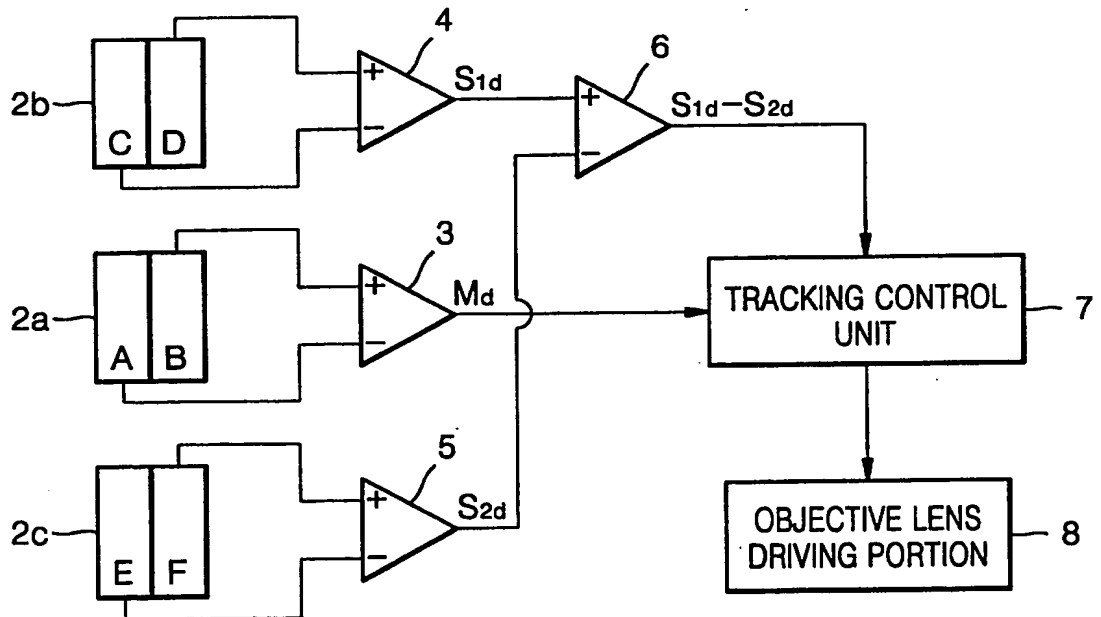 4
6
+
S1d
+
S1d−S2d
2b
C D
−
−
3
+
Md
TRACKING CONTROL
UNIT
7
2a
A B
−
5
+
S2d
OBJECTIVE LENS
DRIVING PORTION
8
2c
E F
−